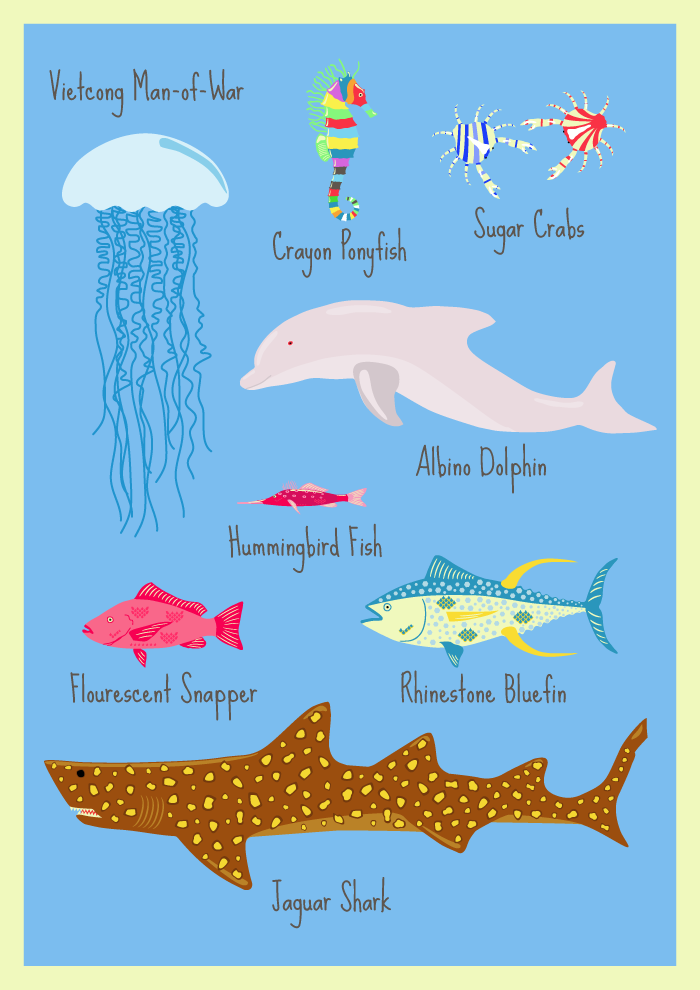 Vietcong Man-of-War
Crayon Ponyfish
Sugar Crabs
Albino Dolphin
Hummingbird Fish
Flourescent Snapper
Rhinestone Bluefin
Jaguar Shark